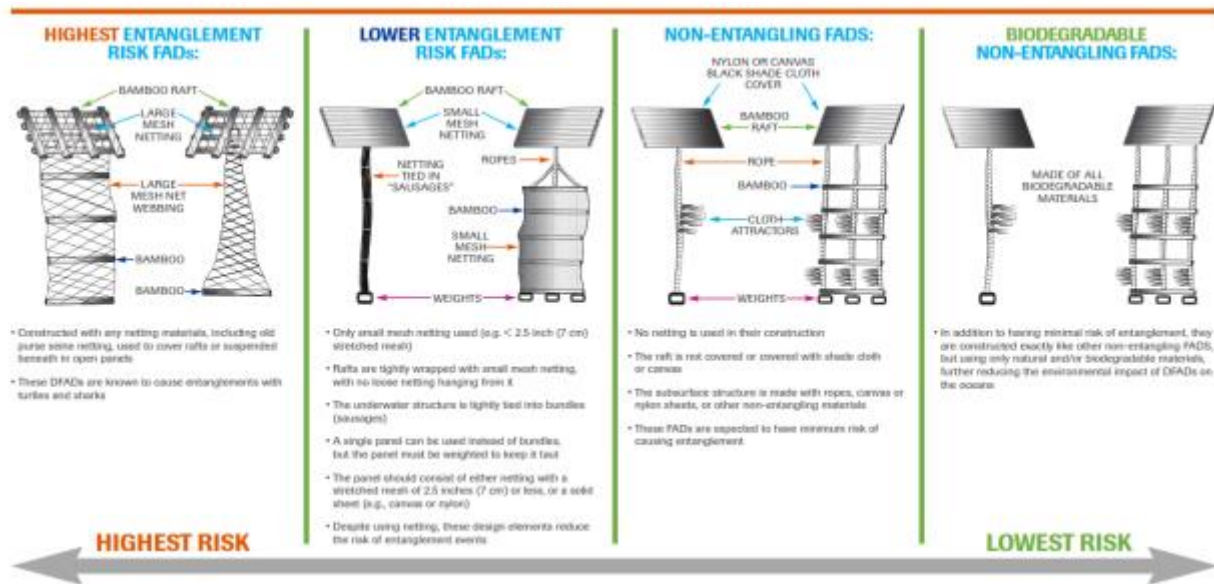 HIGHEST ENTANGLEMENT
RISK FADs:
BAMBOO RAFT
LARGE
MESH
NETTING
LARGE
MESH NET
WEBBING
BAMBOO
BAMBOO
• Constructed with any netting materials, including old
purse seine netting, used to cover rafts or suspended
beneath in open panels
• These DFADs are known to cause entanglements with
turtles and sharks
LOWER ENTANGLEMENT
RISK FADs:
BAMBOO RAFT
SMALL
MESH
NETTING
ROPES
NETTING
TIED IN
"SAUSAGES"
BAMBOO
SMALL
MESH
NETTING
WEIGHTS
• Only small mesh netting used (e.g. < 2.5 inch (7 cm)
stretched mesh)
• Rafts are tightly wrapped with small mesh netting,
with no loose netting hanging from it
• The underwater structure is tightly tied into bundles
(sausages)
• A single panel can be used instead of bundles,
but the panel must be weighted to keep it taut
• The panel should consist of either netting with a
stretched mesh of 2.5 inches (7 cm) or less, or a solid
sheet (e.g., canvas or nylon)
• Despite using netting, these design elements reduce
the risk of entanglement events
NON-ENTANGLING FADS:
NYLON OR CANVAS
BLACK SHADE CLOTH
COVER
BAMBOO
RAFT
ROPE
BAMBOO
CLOTH
ATTRACTORS
WEIGHTS
• No netting is used in their construction
• The raft is not covered or covered with shade cloth
or canvas
• The subsurface structure is made with ropes, canvas or
nylon sheets, or other non-entangling materials
• These FADs are expected to have minimum risk of
causing entanglement
BIODEGRADABLE
NON-ENTANGLING FADS:
MADE OF ALL
BIODEGRADABLE
MATERIALS
• In addition to having minimal risk of entanglement, they
are constructed exactly like other non-entangling FADS,
but using only natural and/or biodegradable materials,
further reducing the environmental impact of DFADs on
the oceans
HIGHEST RISK
LOWEST RISK